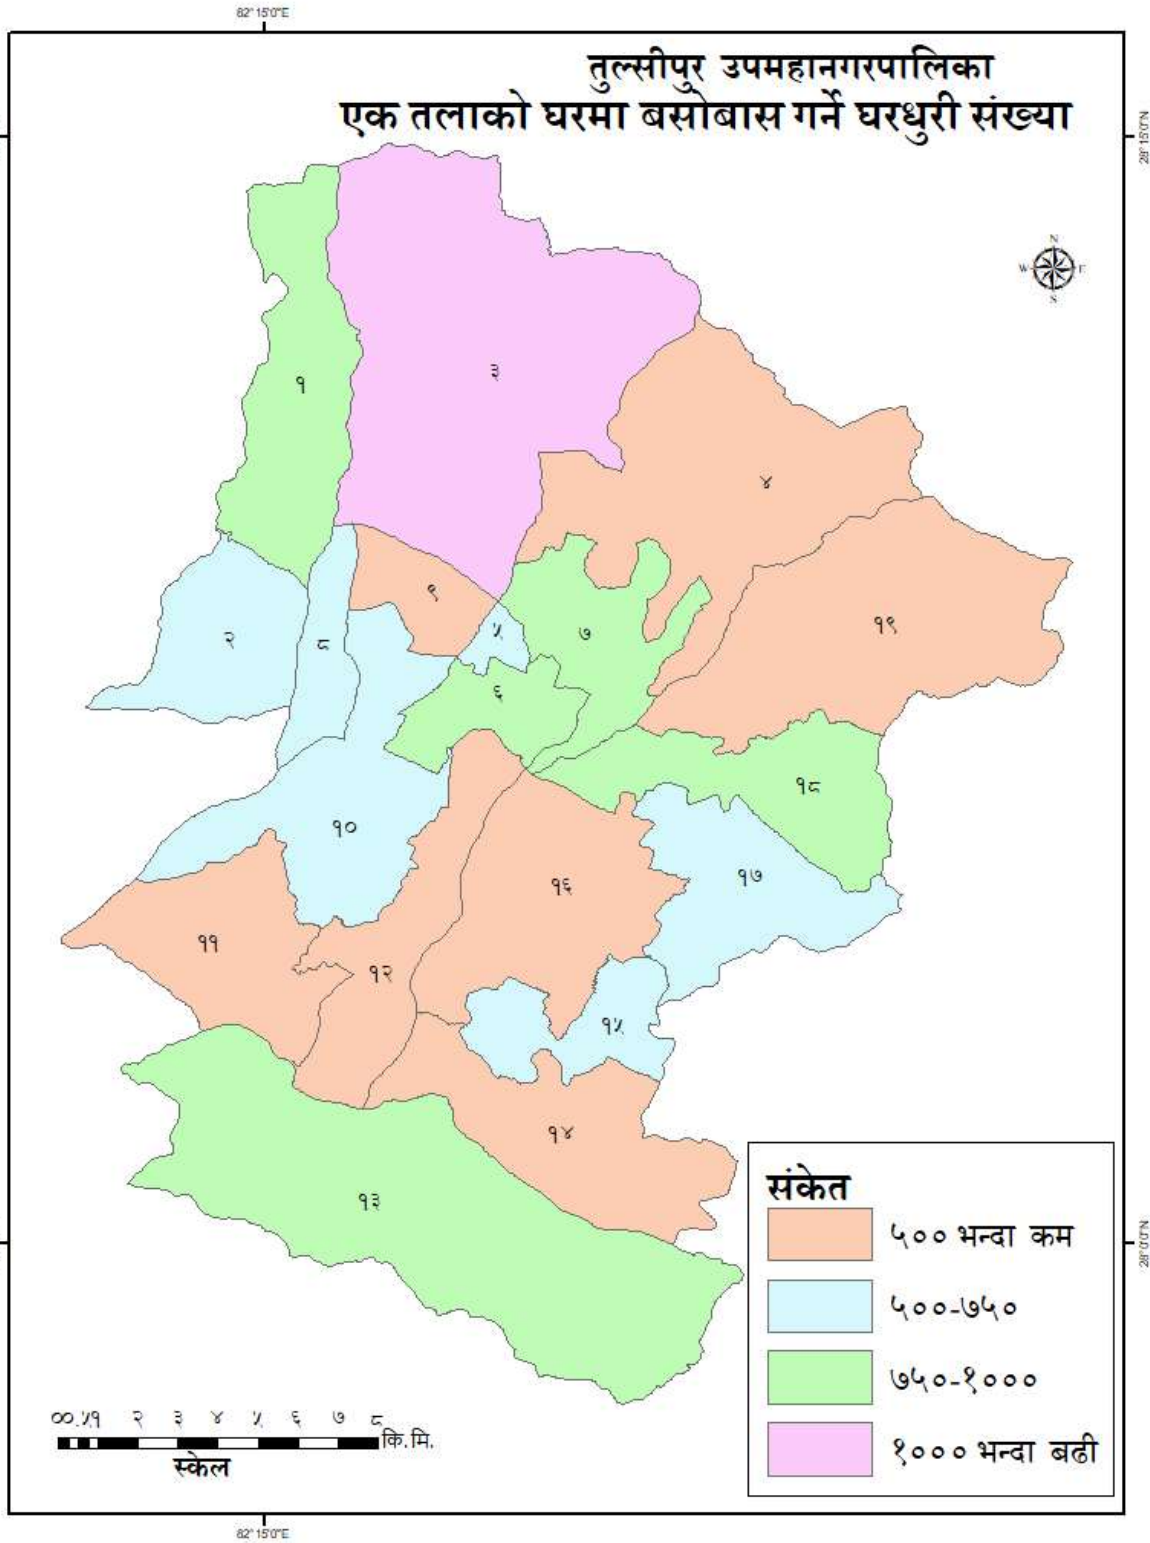 82°15'0"E
तुल्सीपुर उपमहानगरपालिका
एक तलाको घरमा बसोबास गर्ने घरधुरी संख्या
28°15'0"N
N
W E
S
१
३
४
९
५
७
१९
२
८
६
१८
१०
१७
१६
११
१२
१५
१४
१३
संकेत
५०० भन्दा कम
५००-७५०
७५०-१०००
१००० भन्दा बढी
28°0'0"N
००.५१ २ ३ ४ ५ ६ ७ ८
कि.मि.
स्केल
82°15'0"E